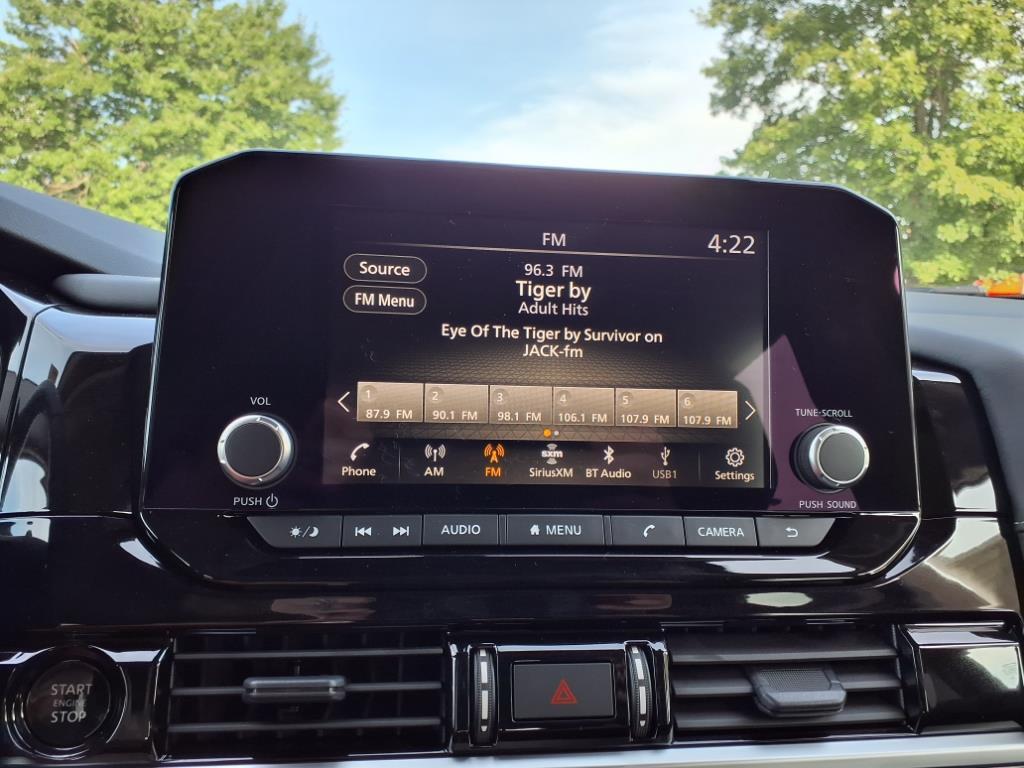 FM
4:22
Source
96.3 FM
Tiger by
FM Menu
Adult Hits
Eye Of The Tiger by Survivor on
JACK-fm
1 2 3 4 5 6
87.9 FM 90.1 FM 98.1 FM 106.1 FM 107.9 FM 107.9 FM
VOL
TUNE·SCROLL
Phone AM FM sxm SiriusXM BT Audio USB1 Settings
PUSH
PUSH SOUND
AUDIO MENU CAMERA
START
ENGINE
STOP